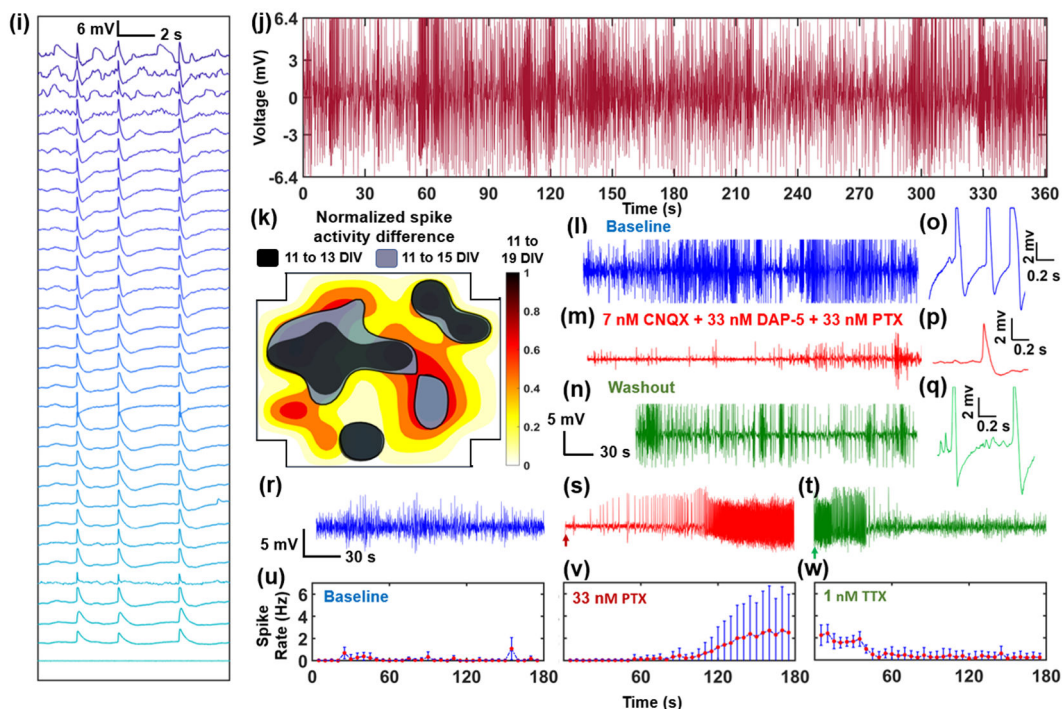 (i)
6 mV
2 s
(j)
Voltage (mV)
6.4
3
0
-3
-6.4
0 30 60 90 120 150 180 210 240 270 300 330 360
Time (s)
(k)
Normalized spike
activity difference
11 to 13 DIV
11 to 15 DIV
11 to
19 DIV
1
0.8
0.6
0.4
0.2
0
(l)
Baseline
(m)
7 nM CNQX + 33 nM DAP-5 + 33 nM PTX
(n)
Washout
5 mV
30 s
(o)
2 mv
0.2 s
(p)
2 mv
0.2 s
(q)
2 mv
0.2 s
(r)
5 mV
30 s
(s)
(t)
(u)
Baseline
Spike
Rate (Hz)
6
4
2
0
0 60 120 180
(v)
33 nM PTX
0 60 120 180
(w)
1 nM TTX
0 60 120 180
Time (s)